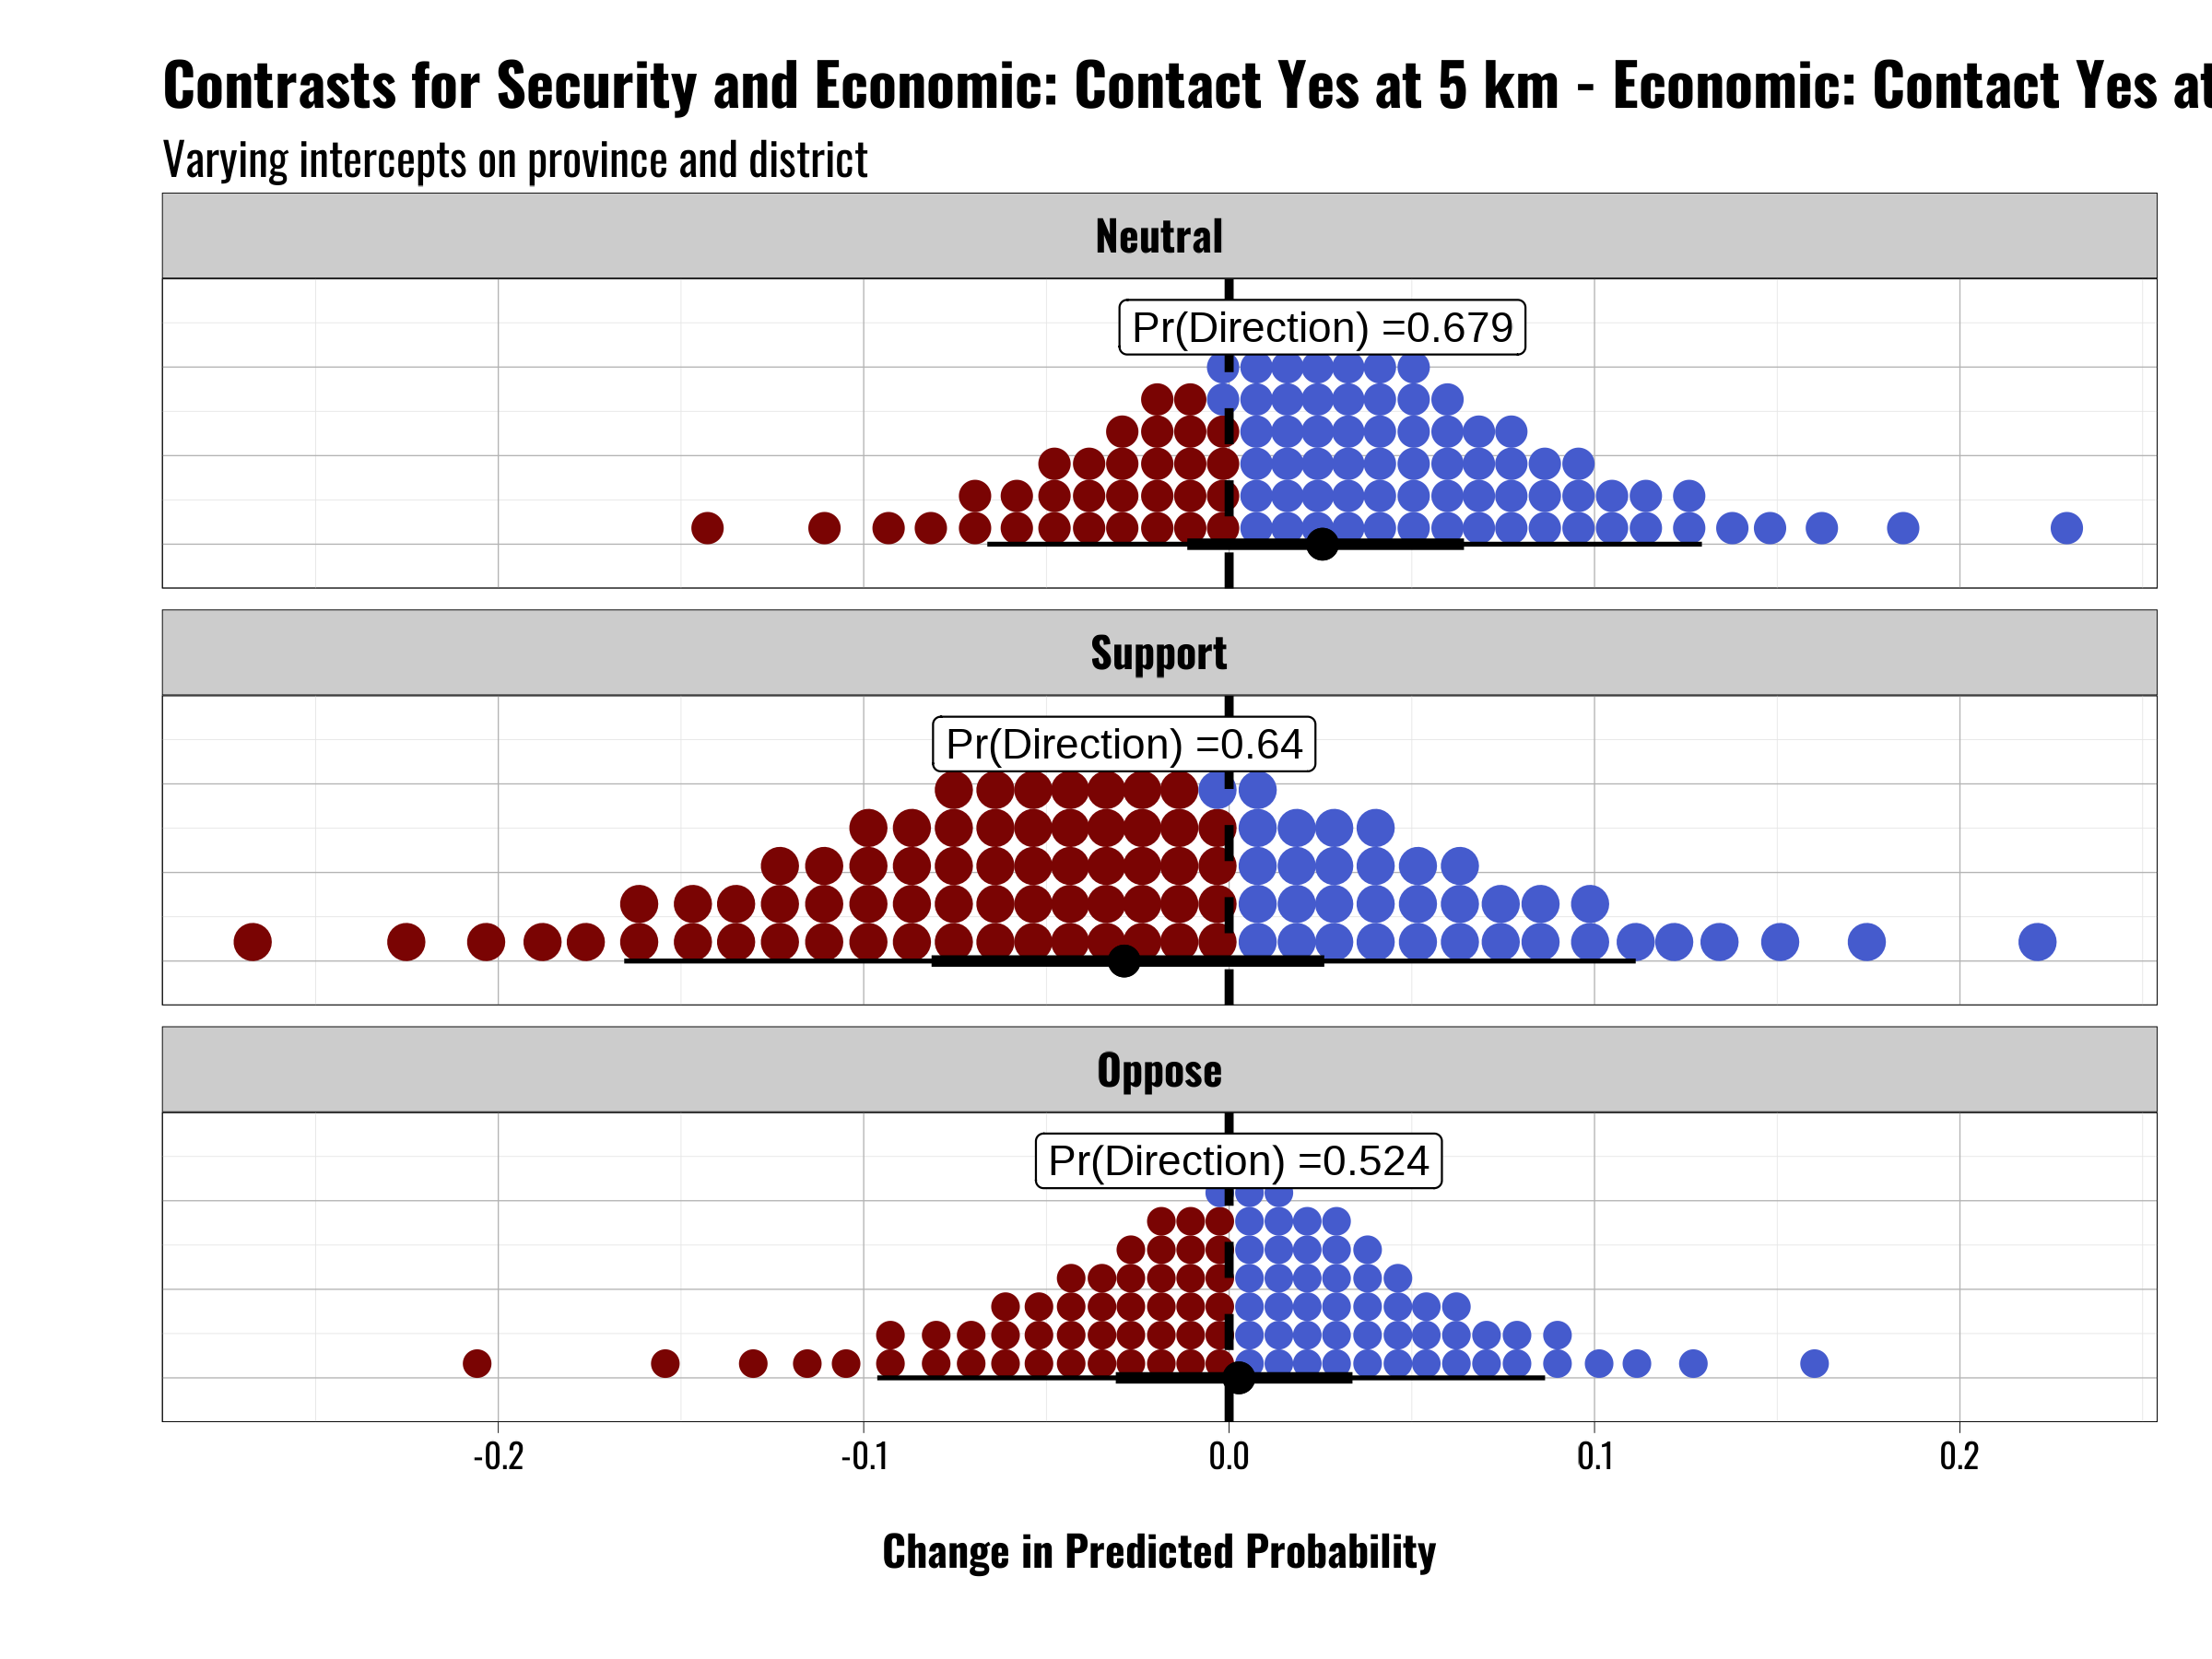 Contrasts for Security and Economic: Contact Yes at 5 km - Economic: Contact Yes at
Varying intercepts on province and district
Neutral
Pr(Direction) =0.679
Support
Pr(Direction) =0.64
Oppose
Pr(Direction) =0.524
-0.2 -0.1 0.0 0.1 0.2
Change in Predicted Probability